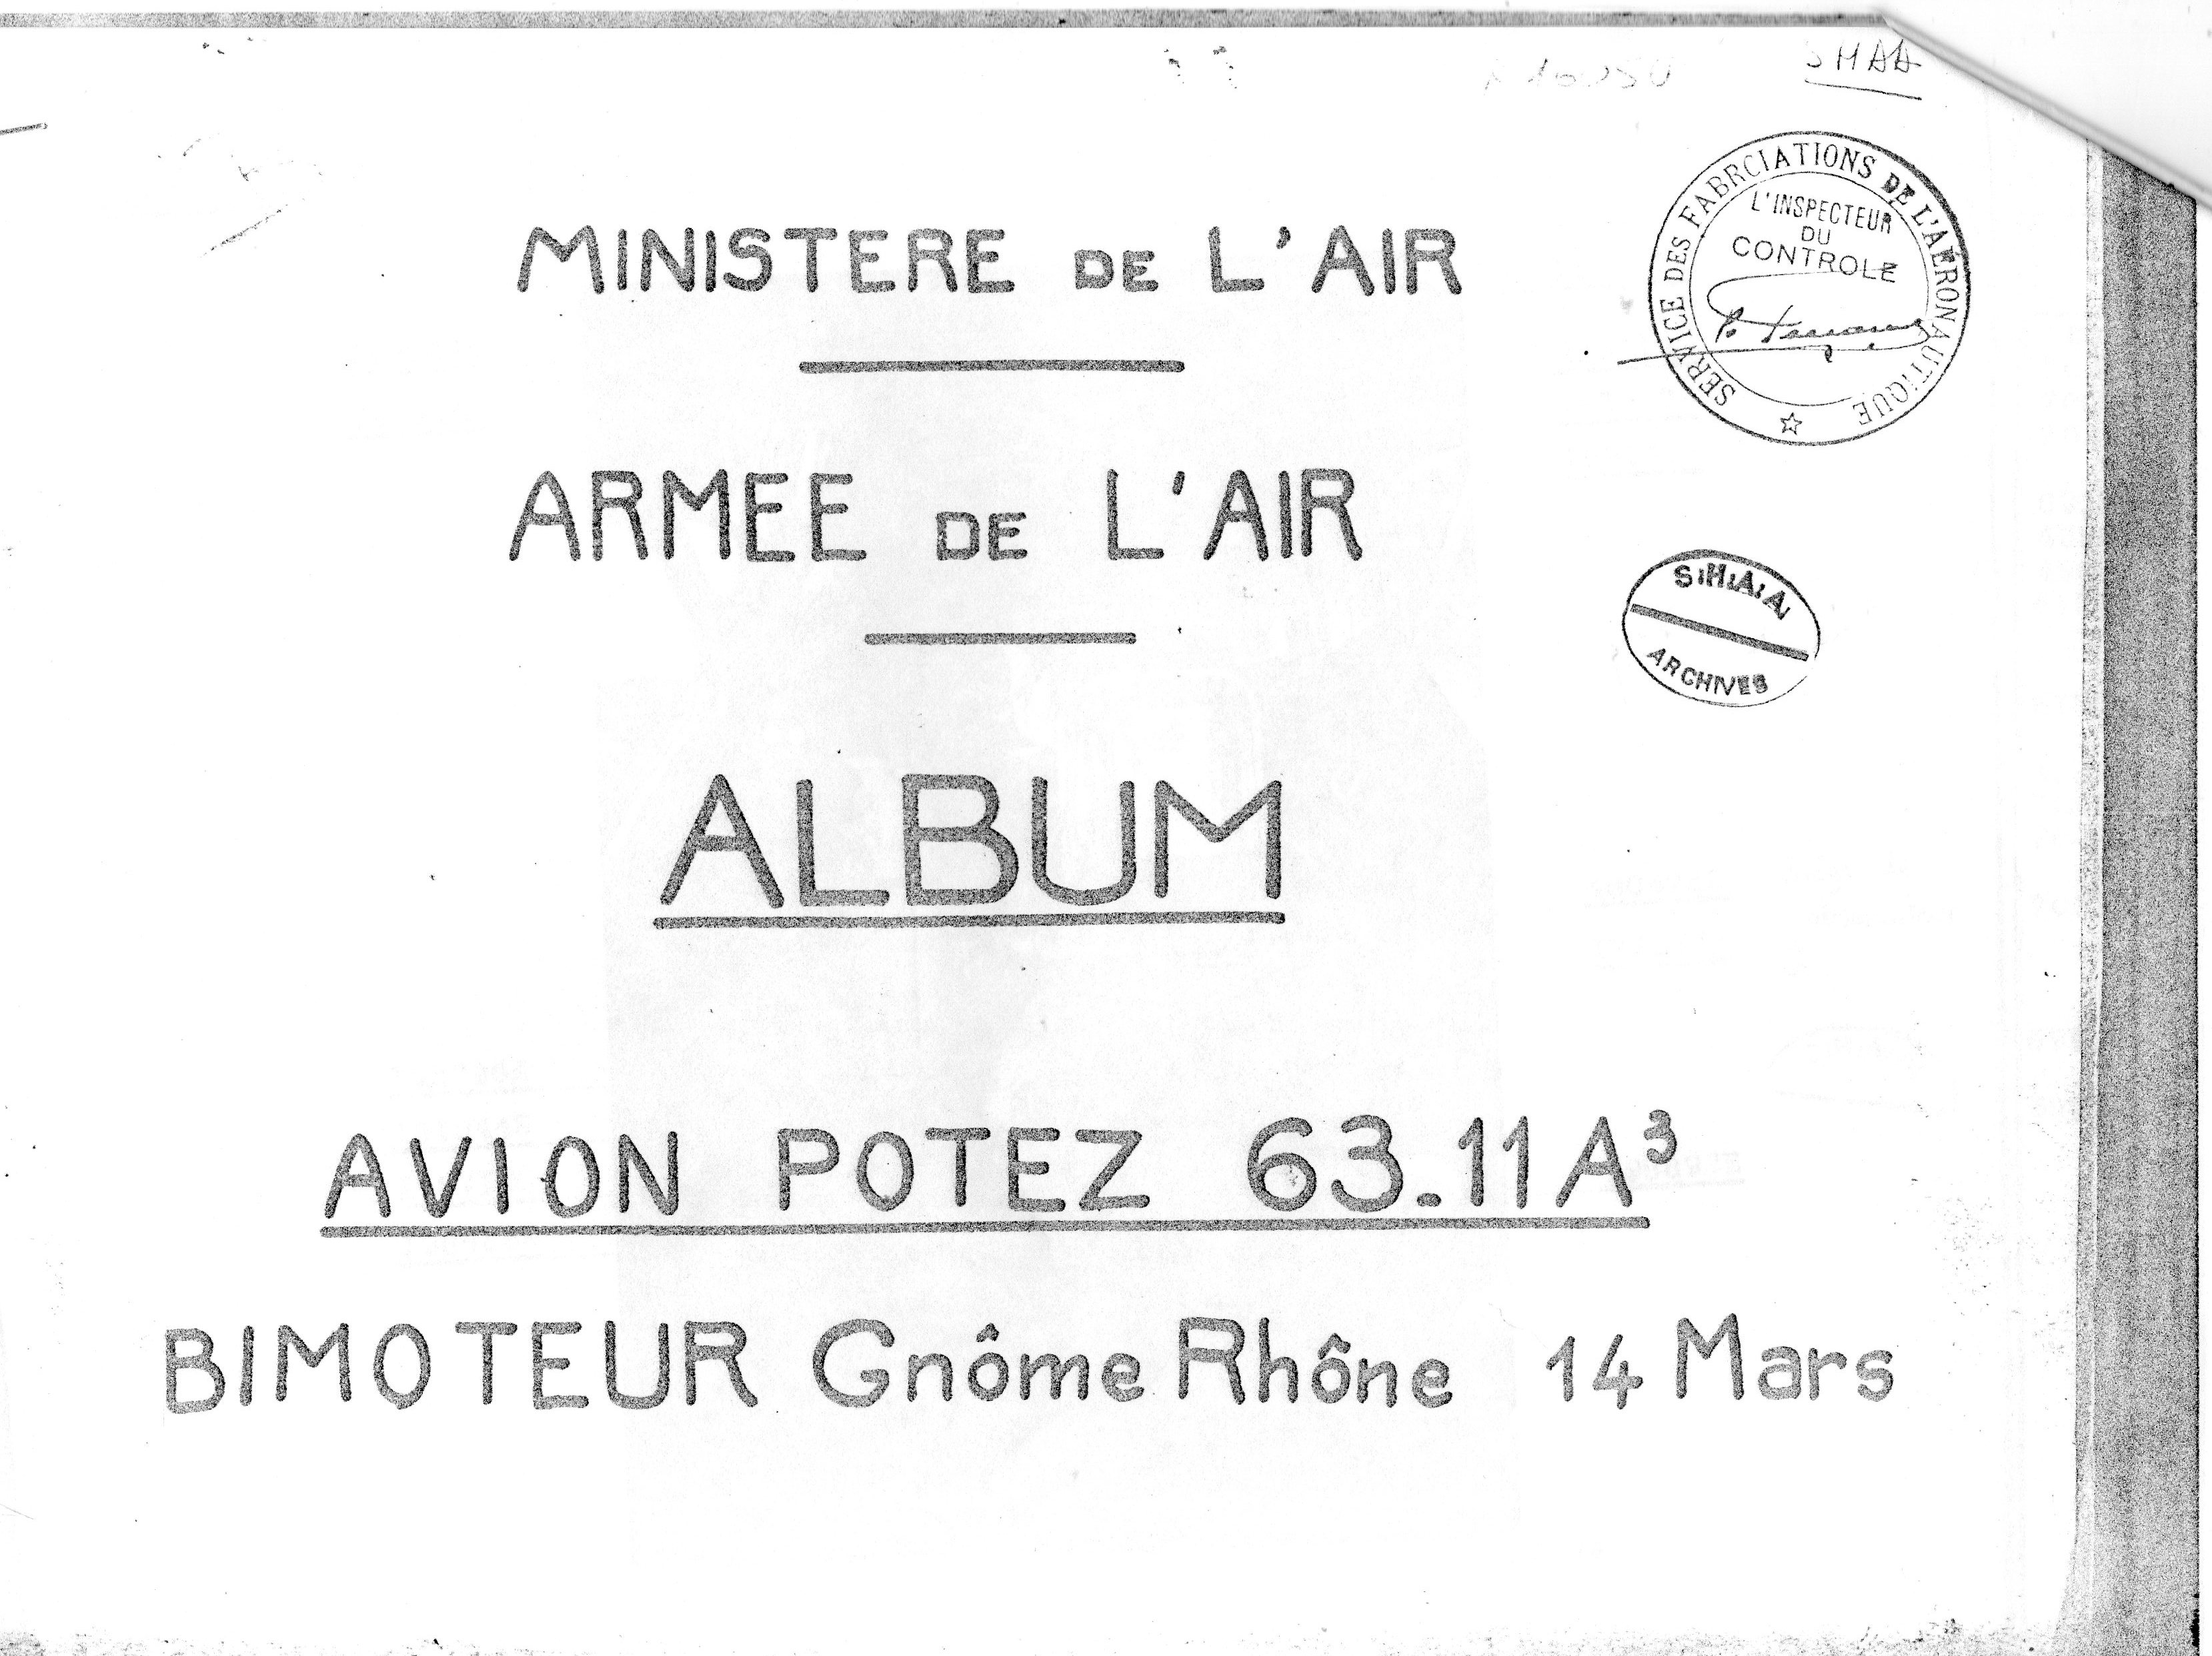 SHAA
SERVICE DES FABRCIATIONS DE L'AERONAUTIQUE
L'INSPECTEUR
DU
CONTROLE
MINISTERE DE L'AIR
ARMEE DE L'AIR
S.H.A.A.
ARCHIVES
ALBUM
AVION POTEZ 63.11A³
BIMOTEUR Gnôme Rhône 14 Mars